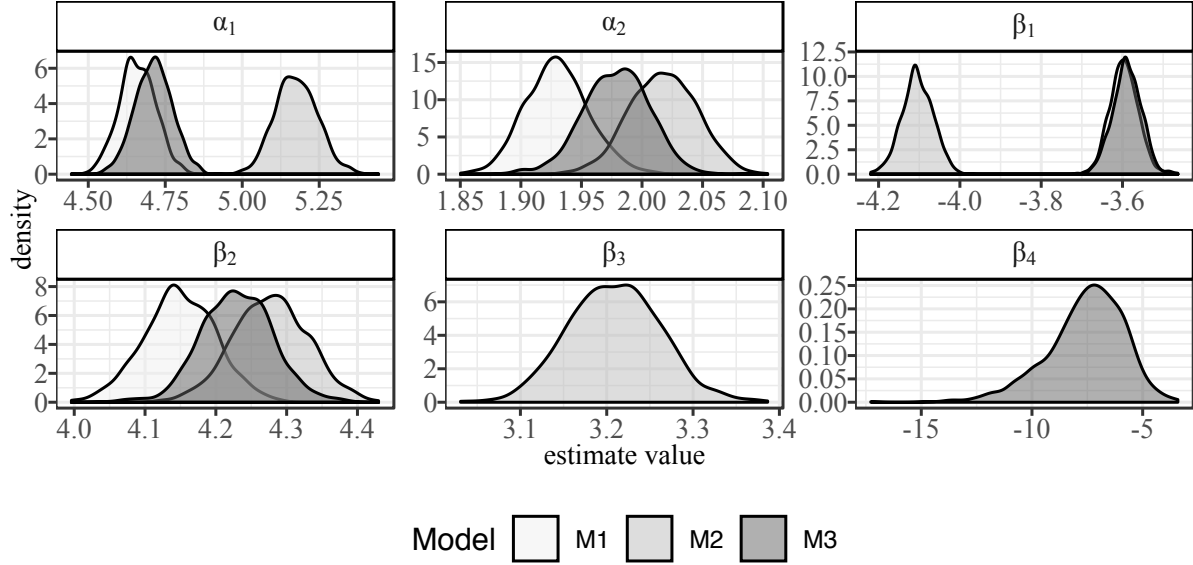 α1 α2 β1
6 4 2 0
4.50 4.75 5.00 5.25
15 10 5 0
1.85 1.90 1.95 2.00 2.05 2.10
12.5 10.0 7.5 5.0 2.5 0.0
-4.2 -4.0 -3.8 -3.6
density
β2 β3 β4
8 6 4 2 0
4.0 4.1 4.2 4.3 4.4
6 4 2 0
3.1 3.2 3.3 3.4
0.25 0.20 0.15 0.10 0.05 0.00
-15 -10 -5
estimate value
Model M1 M2 M3